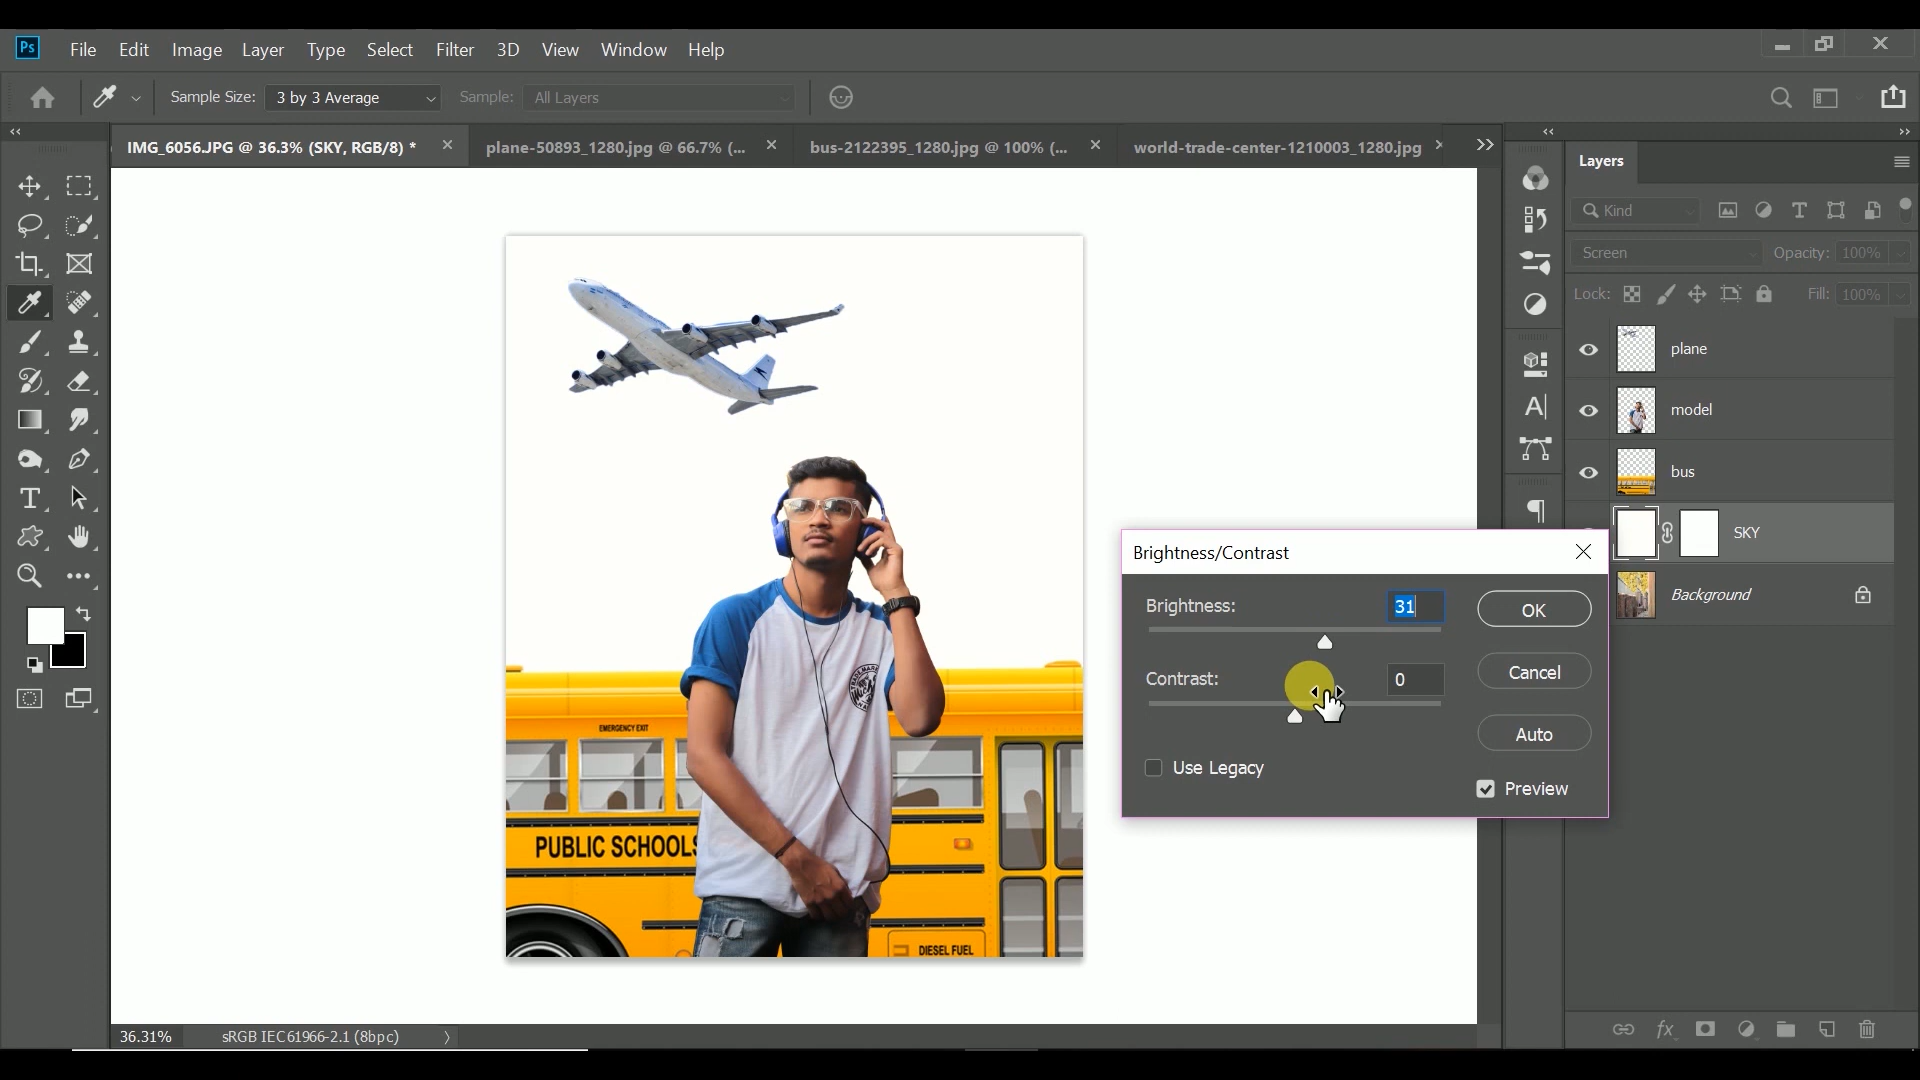 Ps File Edit Image Layer Type Select Filter 3D View Window Help
Sample Size: 3 by 3 Average Sample: All Layers
IMG_6056.JPG @ 36.3% (SKY, RGB/8) * plane-50893_1280.jpg @ 66.7% (... bus-2122395_1280.jpg @ 100% (... world-trade-center-1210003_1280.jpg
Layers
Kind
Screen Opacity: 100%
Lock: Fill: 100%
plane
model
bus
SKY
Background
Brightness/Contrast
Brightness: 31
OK
Contrast: 0
Cancel
Auto
Use Legacy
Preview
EMERGENCY EXIT
PUBLIC SCHOOLS
DIESEL FUEL
36.31% sRGB IEC61966-2.1 (8bpc)